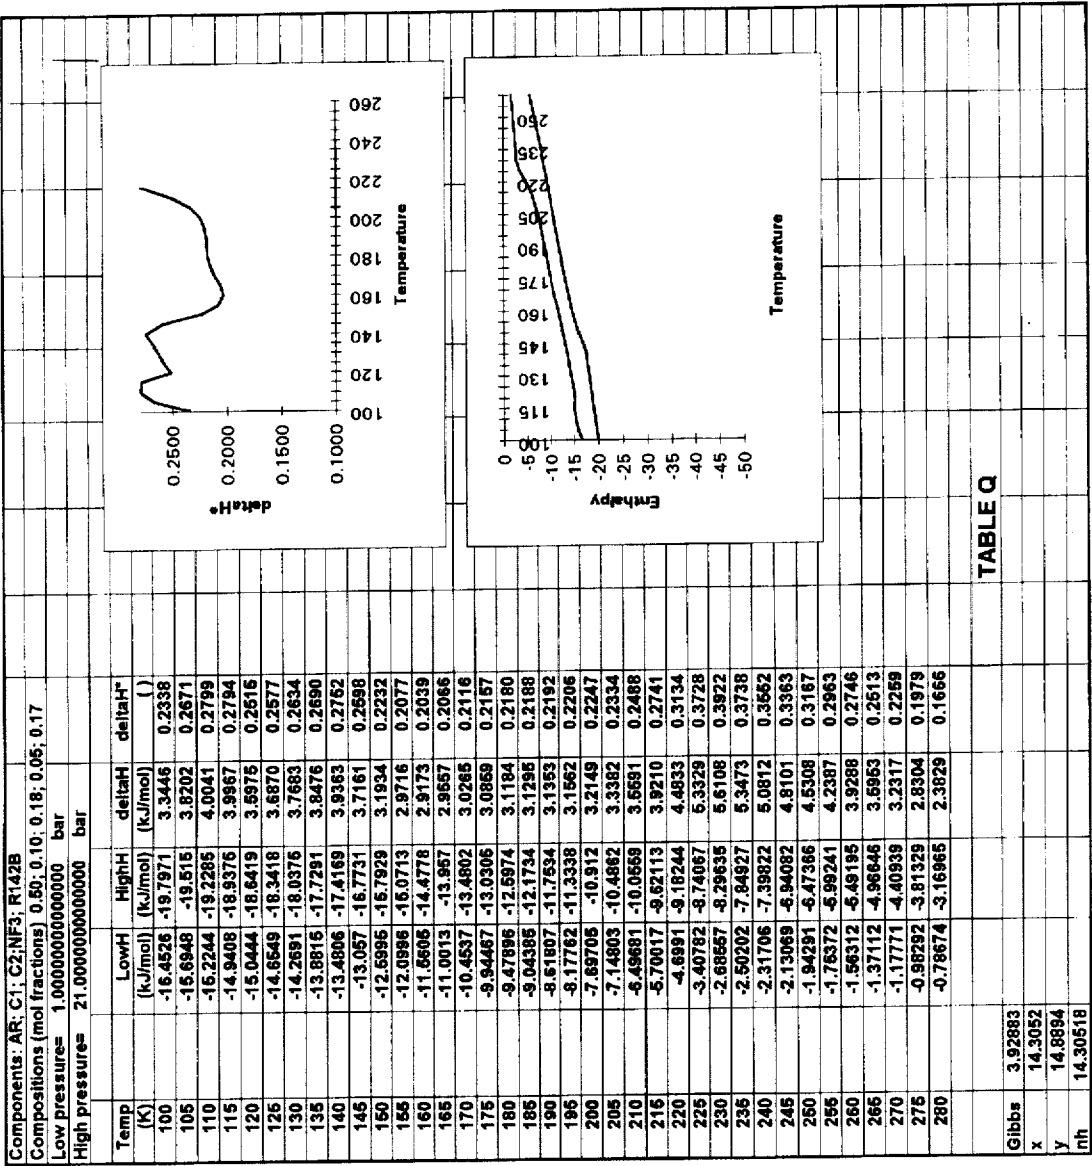 Components: AR; C1; C2;NF3; R142B
Compositions (mol fractions) 0.50; 0.10; 0.18; 0.05; 0.17
Low pressure= 1.00000000000000 bar
High pressure= 21.00000000000000 bar
Temp LowH HighH deltaH deltaH*
(K) (kJ/mol) (kJ/mol) (kJ/mol) ( )
100 -16.4526 -19.7971 3.3446 0.2338
105 -15.6948 -19.515 3.8202 0.2671
110 -15.2244 -19.2285 4.0041 0.2799
115 -14.9408 -18.9375 3.9967 0.2794
120 -15.0444 -18.6419 3.5975 0.2515
125 -14.6549 -18.3418 3.6870 0.2577
130 -14.2691 -18.0375 3.7683 0.2634
135 -13.8815 -17.7291 3.8476 0.2690
140 -13.4806 -17.4169 3.9363 0.2752
145 -13.057 -16.7731 3.7161 0.2598
150 -12.5995 -15.7929 3.1934 0.2232
155 -12.0996 -15.0713 2.9716 0.2077
160 -11.5605 -14.4778 2.9173 0.2039
165 -11.0013 -13.957 2.9557 0.2066
170 -10.4537 -13.4802 3.0265 0.2116
175 -9.94467 -13.0305 3.0859 0.2157
180 -9.47896 -12.5974 3.1184 0.2180
185 -9.04385 -12.1734 3.1295 0.2188
190 -8.61807 -11.7534 3.1353 0.2192
195 -8.17762 -11.3338 3.1562 0.2206
200 -7.69705 -10.912 3.2149 0.2247
205 -7.14803 -10.4862 3.3382 0.2334
210 -6.49681 -10.0559 3.5591 0.2488
215 -5.70017 -9.62113 3.9210 0.2741
220 -4.6991 -9.18244 4.4833 0.3134
225 -3.40782 -8.74067 5.3329 0.3728
230 -2.68557 -8.29635 5.6108 0.3922
235 -2.50202 -7.84927 5.3473 0.3738
240 -2.31706 -7.39822 5.0812 0.3552
245 -2.13069 -6.94082 4.8101 0.3363
250 -1.94291 -6.47366 4.5308 0.3167
255 -1.75372 -5.99241 4.2387 0.2963
260 -1.56312 -5.49195 3.9288 0.2746
265 -1.37112 -4.96646 3.5953 0.2513
270 -1.17771 -4.40939 3.2317 0.2259
275 -0.98292 -3.81329 2.8304 0.1979
280 -0.78674 -3.16965 2.3829 0.1666
Gibbs 3.92883
x 14.3052
y 14.8894
nh 14.30518
deltaH*
0.2500
0.2000
0.1500
0.1000
100 120 140 160 180 200 220 240 260
Temperature
Enthalpy
0
-5
-10
-15
-20
-25
-30
-35
-40
-45
-50
100 115 130 145 160 175 90 205 220 235 250
Temperature
TABLE Q